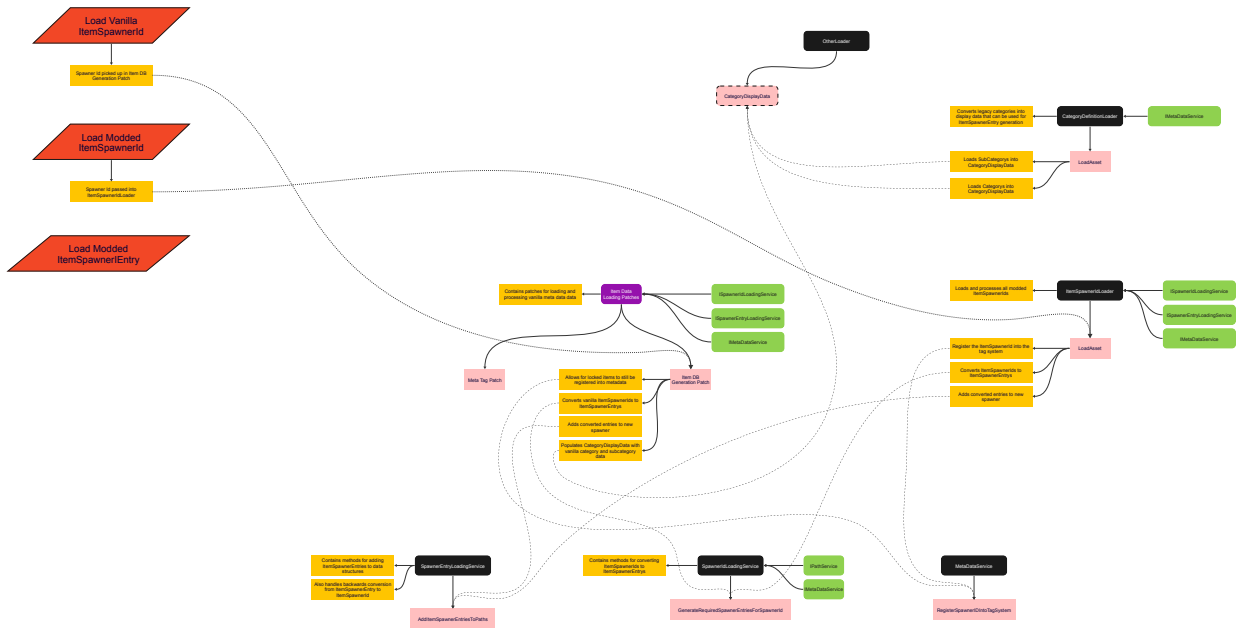 Load Vanilla
ItemSpawnerId
Spawner Id picked up in Item DB
Generation Patch
Load Modded
ItemSpawnerId
Spawner Id passed into
ItemSpawnerIdLoader
Load Modded
ItemSpawnerIEntry
OtherLoader
CategoryDisplayData
Converts legacy categories into
display data that can be used for
ItemSpawnerEntry generation
CategoryDefinitionLoader
IMetaDataService
Loads SubCategorys into
CategoryDisplayData
LoadAsset
Loads Categorys into
CategoryDisplayData
Contains patches for loading and
processing vanilla meta data data
Item Data
Loading Patches
ISpawnerIdLoadingService
ISpawnerEntryLoadingService
IMetaDataService
Meta Tag Patch
Item DB
Generation Patch
Allows for locked items to still be
registered into metadata
Converts vanilla ItemSpawnerIds to
ItemSpawnerEntrys
Adds converted entries to new
spawner
Populates CategoryDisplayData with
vanilla category and subcategory
data
Loads and processes all modded
ItemSpawnerIds
ItemSpawnerIdLoader
ISpawnerIdLoadingService
ISpawnerEntryLoadingService
IMetaDataService
Register the ItemSpawnerId into the
tag system
LoadAsset
Converts ItemSpawnerIds to
ItemSpawnerEntrys
Adds converted entries to new
spawner
Contains methods for adding
ItemSpawnerEntries to data
structures
SpawnerEntryLoadingService
Also handles backwards conversion
from ItemSpawnerEntry to
ItemSpawnerId
AddItemSpawnerEntriesToPaths
Contains methods for converting
ItemSpawnerIds to
ItemSpawnerEntrys
SpawnerIdLoadingService
IPathService
IMetaDataService
GenerateRequiredSpawnerEntriesForSpawnerId
MetaDataService
RegisterSpawnerIDIntoTagSystem